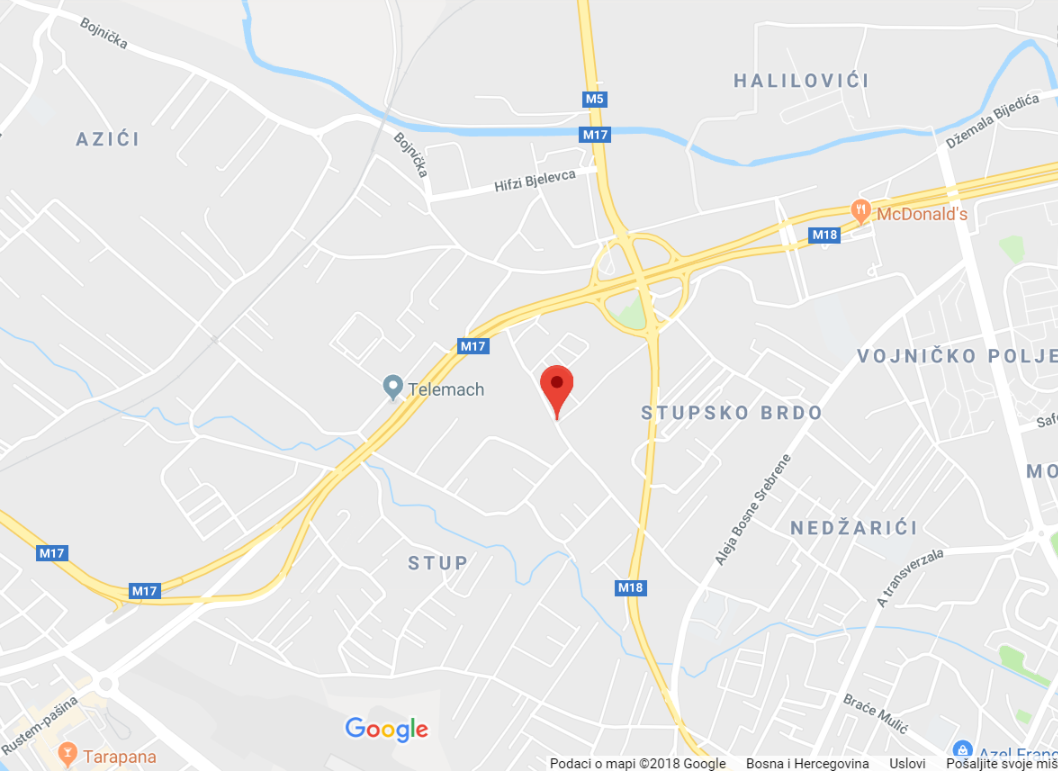 Bojnička
HALILOVIĆI
M5
Džemala Bijedića
M17
AZIĆI
Bojnička
Hifzi Bjelevca
McDonald's
M18
M17
VOJNIČKO POLJE
Telemach
STUPSKO BRDO
Safe
MO
Aleja Bosne Srebrene
NEDŽARIĆI
M17
STUP
A transverzala
M17
M18
Rustem-pašina
Braće Mulić
Google
Tarapana
Azel Franc
Podaci o mapi ©2018 Google Bosna i Hercegovina Uslovi Pošaljite svoje miš